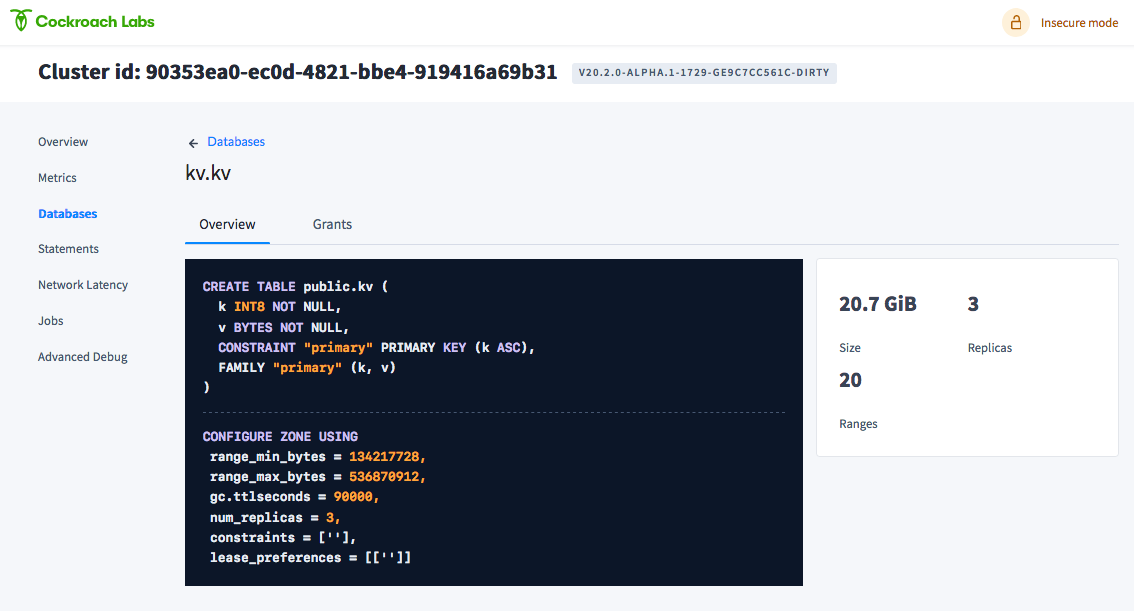 Cockroach Labs
Insecure mode
Cluster id: 90353ea0-ec0d-4821-bbe4-919416a69b31
V20.2.0-ALPHA.1-1729-GE9C7CC561C-DIRTY
Overview
Metrics
Databases
Statements
Network Latency
Jobs
Advanced Debug
← Databases
kv.kv
Overview
Grants
CREATE TABLE public.kv (
k INT8 NOT NULL,
v BYTES NOT NULL,
CONSTRAINT "primary" PRIMARY KEY (k ASC),
FAMILY "primary" (k, v)
)
CONFIGURE ZONE USING
range_min_bytes = 134217728,
range_max_bytes = 536870912,
gc.ttlseconds = 90000,
num_replicas = 3,
constraints = [''],
lease_preferences = [['']]
20.7 GiB
Size
3
Replicas
20
Ranges